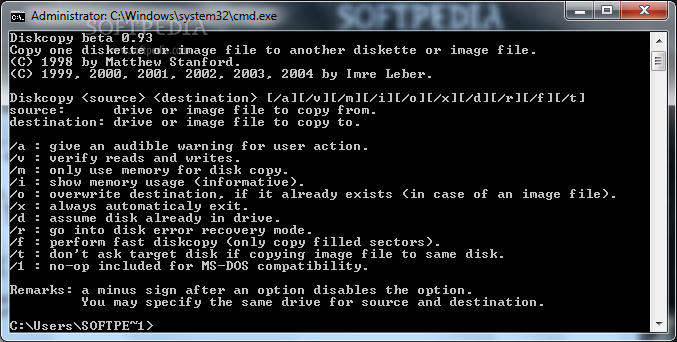 SOFTPEDIA
Administrator: C:\Windows\system32\cmd.exe
SOFTPEDIA
Diskcopy beta 0.93
Copy one diskette or image file to another diskette or image file.
(C) 1998 by Matthew Stanford.
(C) 1999, 2000, 2001, 2002, 2003, 2004 by Imre Leber.
Diskcopy <source> <destination> [/a][/v][/m][/i][/o][/x][/d][/r][/f][/t]
source:      drive or image file to copy from.
destination: drive or image file to copy to.
/a : give an audible warning for user action.
/v : verify reads and writes.
/m : only use memory for disk copy.
/i : show memory usage (informative).
/o : overwrite destination, if it already exists (in case of an image file).
/x : always automaticaly exit.
/d : assume disk already in drive.
/r : go into disk error recovery mode.
/f : perform fast diskcopy (only copy filled sectors).
/t : don't ask target disk if copying image file to same disk.
/1 : no-op included for MS-DOS compatibility.
Remarks: a minus sign after an option disables the option.
         You may specify the same drive for source and destination.
C:\Users\SOFTPE~1>